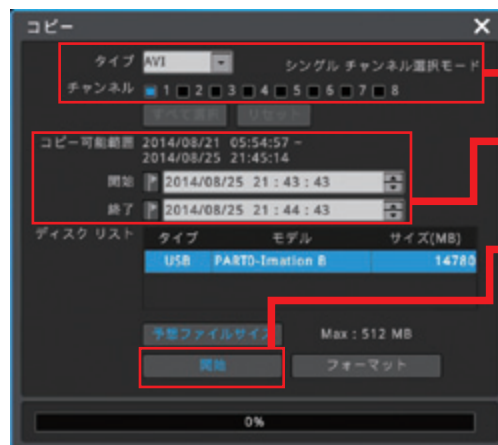 コピー
タイプ AVI シングル チャンネル選択モード
チャンネル 1 2 3 4 5 6 7 8
すべて選択 リセット
コピー可能範囲 2014/08/21 05:54:57 ~
2014/08/25 21:45:14
開始 2014/08/25 21 : 43 : 43
終了 2014/08/25 21 : 44 : 43
ディスク リスト タイプ モデル サイズ(MB)
USB PART0-Imation 8 14780
予想ファイルサイズ Max : 512 MB
開始 フォーマット
0%